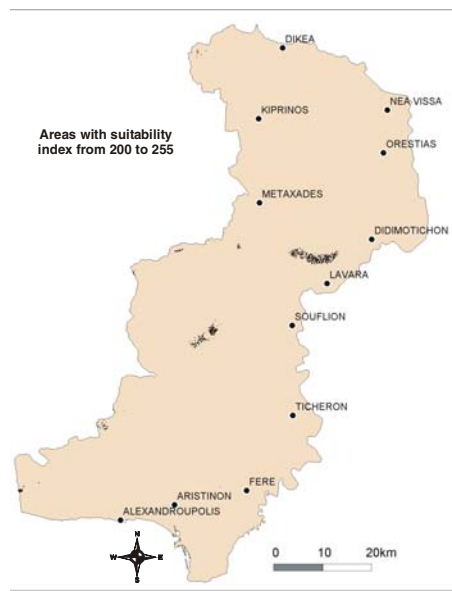 DIKEA
NEA VISSA
KIPRINOS
Areas with suitability
index from 200 to 255
ORESTIAS
METAXADES
DIDIMOTICHON
LAVARA
SOUFLION
TICHERON
FERE
ARISTINON
ALEXANDROUPOLIS
N
W E
S
0 10 20km